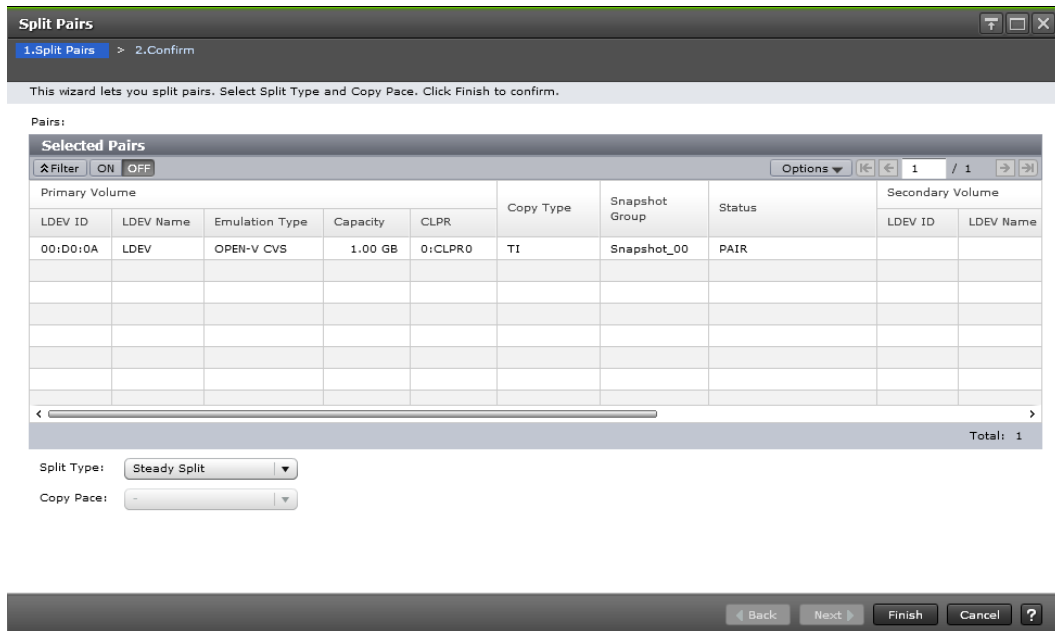 Split Pairs
1.Split Pairs > 2.Confirm
This wizard lets you split pairs. Select Split Type and Copy Pace. Click Finish to confirm.
Pairs:
Selected Pairs
Filter ON OFF Options 1 / 1
Primary Volume Copy Type Snapshot Group Status Secondary Volume
LDEV ID LDEV Name Emulation Type Capacity CLPR LDEV ID LDEV Name
00:D0:0A LDEV OPEN-V CVS 1.00 GB 0:CLPR0 TI Snapshot_00 PAIR
Total: 1
Split Type: Steady Split
Copy Pace: -
Back Next Finish Cancel ?